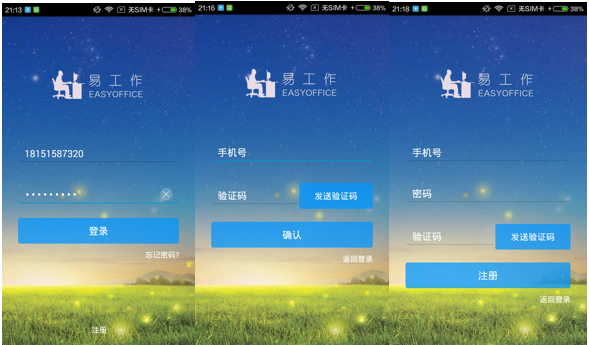 21:13
无SIM卡 38%
易工作
EASYOFFICE
18151587320
登录
忘记密码?
注册
21:16
无SIM卡 38%
易工作
EASYOFFICE
手机号
验证码 发送验证码
确认
返回登录
21:18
无SIM卡 38%
易工作
EASYOFFICE
手机号
密码
验证码 发送验证码
注册
返回登录